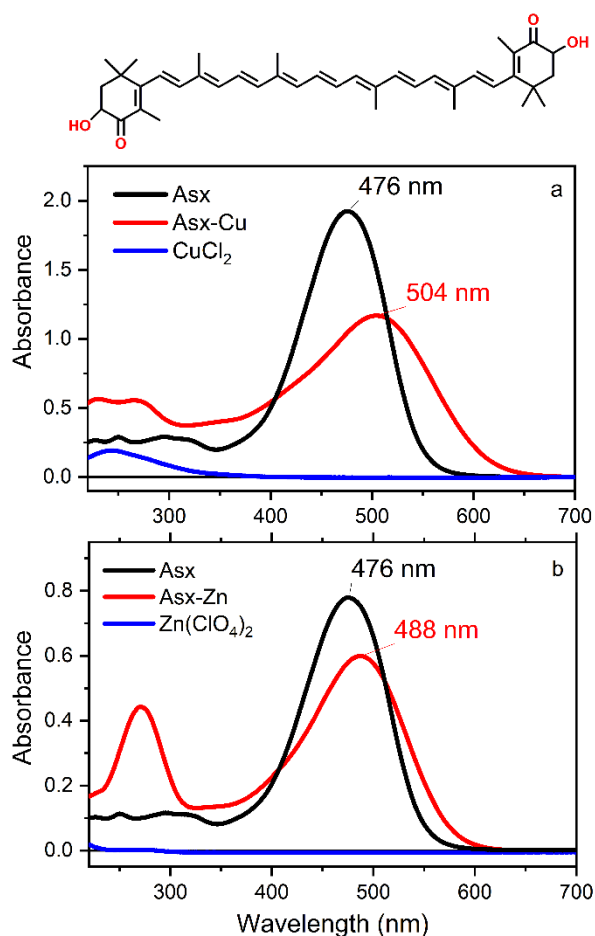 O
OH
HO
O
a
Asx
Asx-Cu
CuCl₂
476 nm
504 nm
Absorbance
2.0
1.5
1.0
0.5
0.0
300 400 500 600 700
b
Asx
Asx-Zn
Zn(ClO₄)₂
476 nm
488 nm
Absorbance
0.8
0.6
0.4
0.2
0.0
300 400 500 600 700
Wavelength (nm)